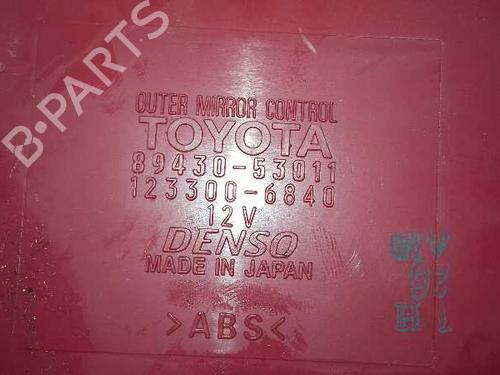 B-PARTS
OUTER MIRROR CONTROL
TOYOTA
89430-53011
123300-6840
12V
DENSO
MADE IN JAPAN
>ABS<